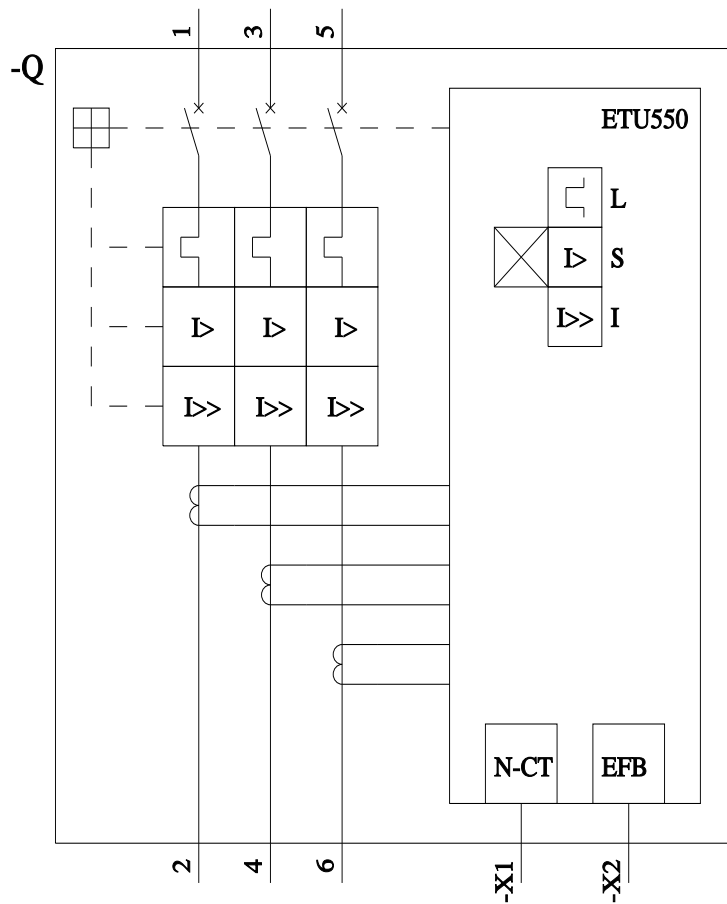 1 3 5
-Q
ETU550
L
I> S
I>> I
I> I> I>
I>> I>> I>>
N-CT EFB
2 4 6 -X1 -X2